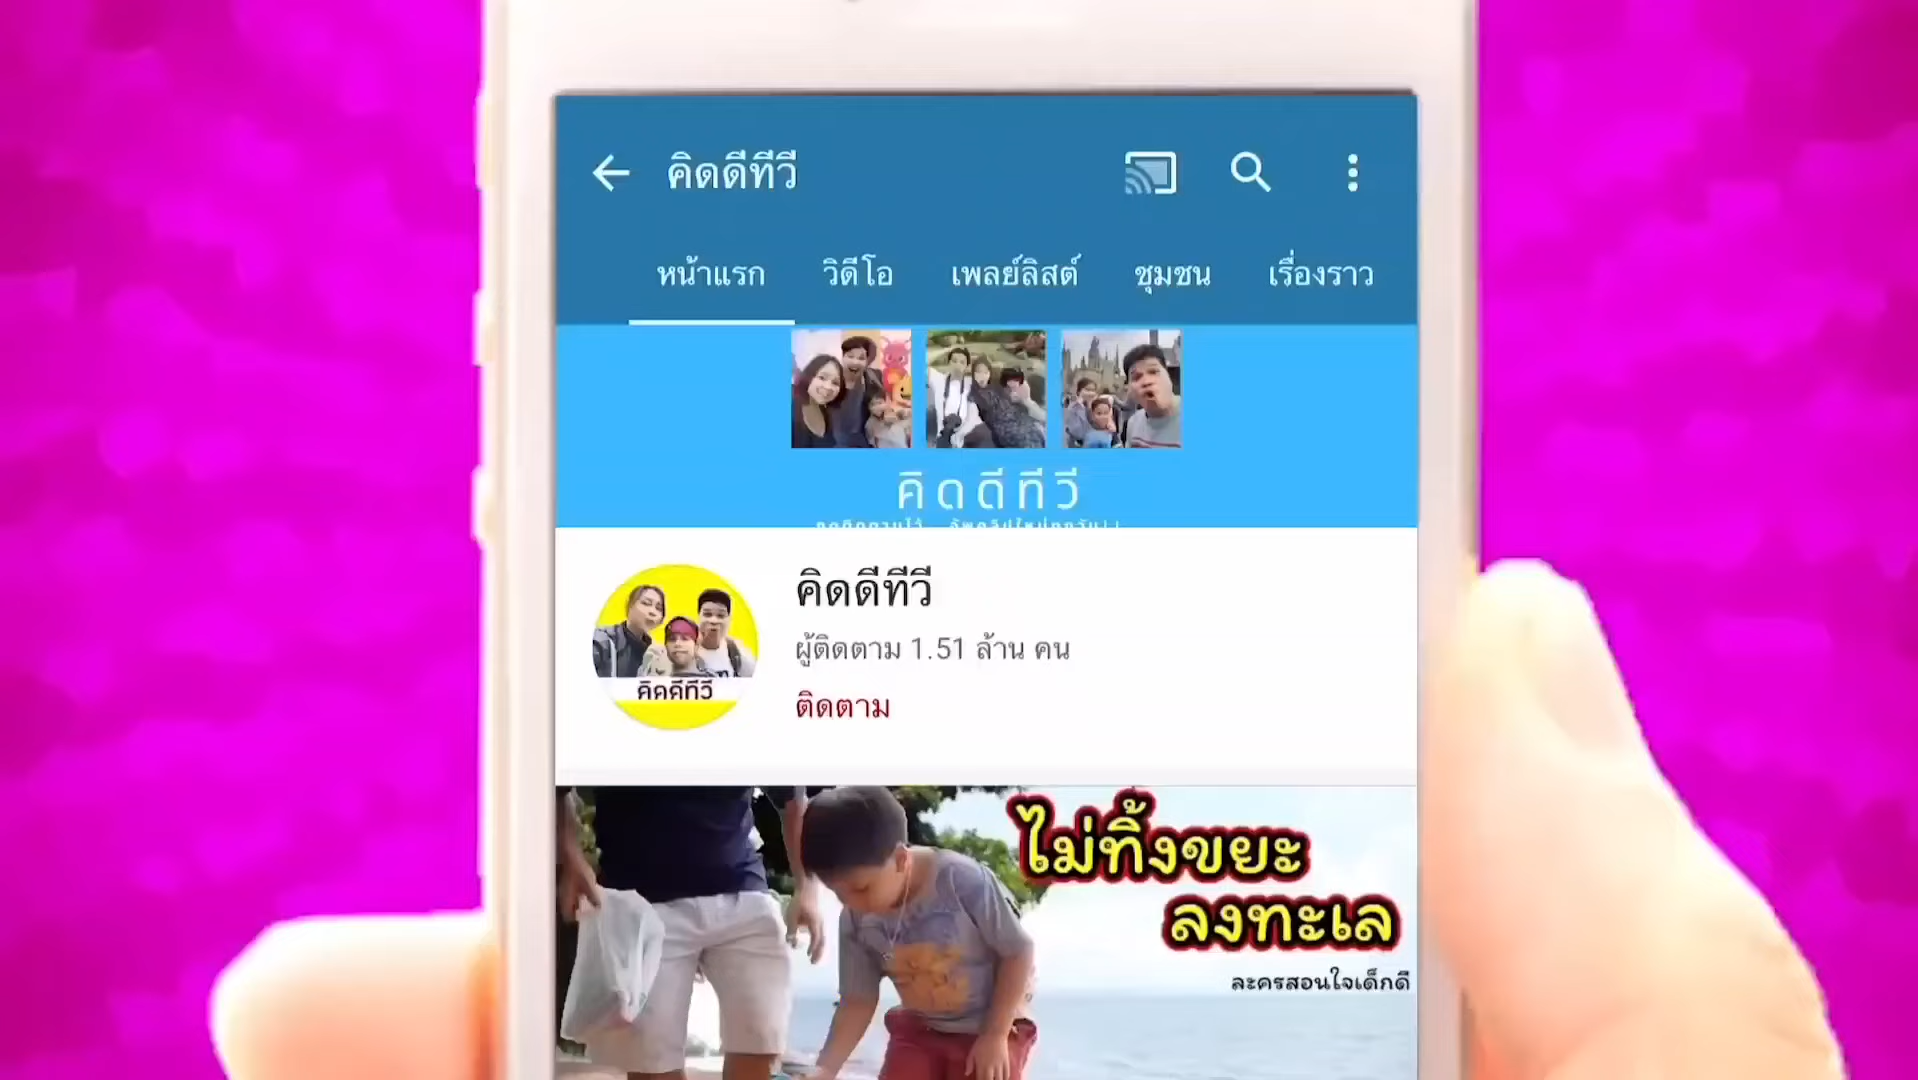 คิดดีทีวี
หน้าแรก วิดีโอ เพลย์ลิสต์ ชุมชน เรื่องราว
คิดดีทีวี
คิดดีทีวี
ผู้ติดตาม 1.51 ล้าน คน
ติดตาม
คิดดีทีวี
ไม่ทิ้งขยะ
ลงทะเล
ละครสอนใจเด็กดี